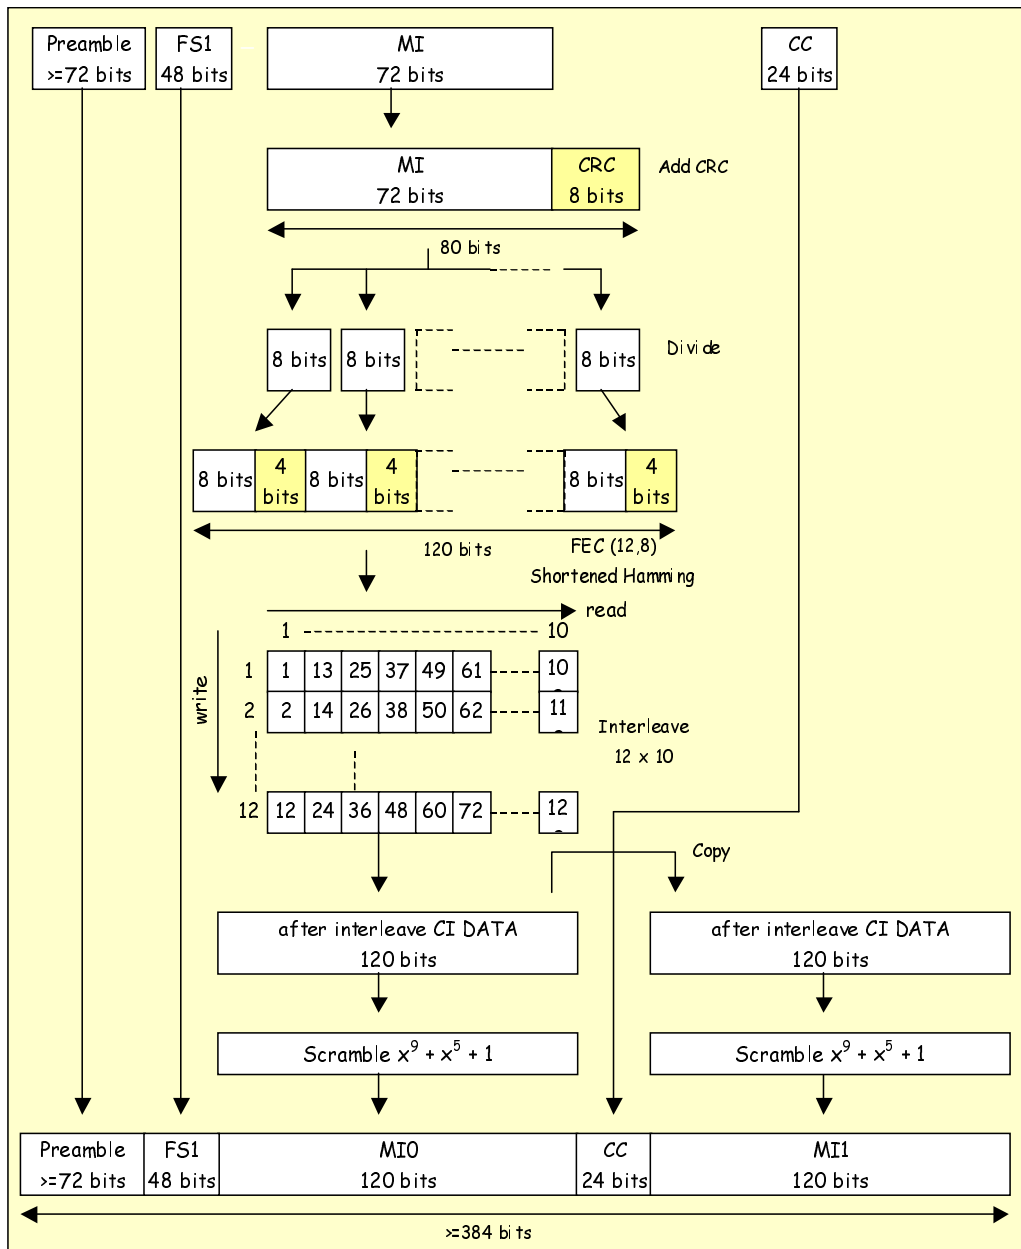 Preamble
>=72 bits
FS1
48 bits
MI
72 bits
CC
24 bits
MI
72 bits
CRC
8 bits
Add CRC
80 bits
8 bits
8 bits
8 bits
Divide
8 bits
4
bits
8 bits
4
bits
8 bits
4
bits
120 bits
FEC (12,8)
Shortened Hamming
read
1
10
write
1
1 13 25 37 49 61
10
2
2 14 26 38 50 62
11
Interleave
12 x 10
12
12 24 36 48 60 72
12
Copy
after interleave CI DATA
120 bits
after interleave CI DATA
120 bits
Scramble x⁹ + x⁵ + 1
Scramble x⁹ + x⁵ + 1
Preamble
>=72 bits
FS1
48 bits
MI0
120 bits
CC
24 bits
MI1
120 bits
>=384 bits